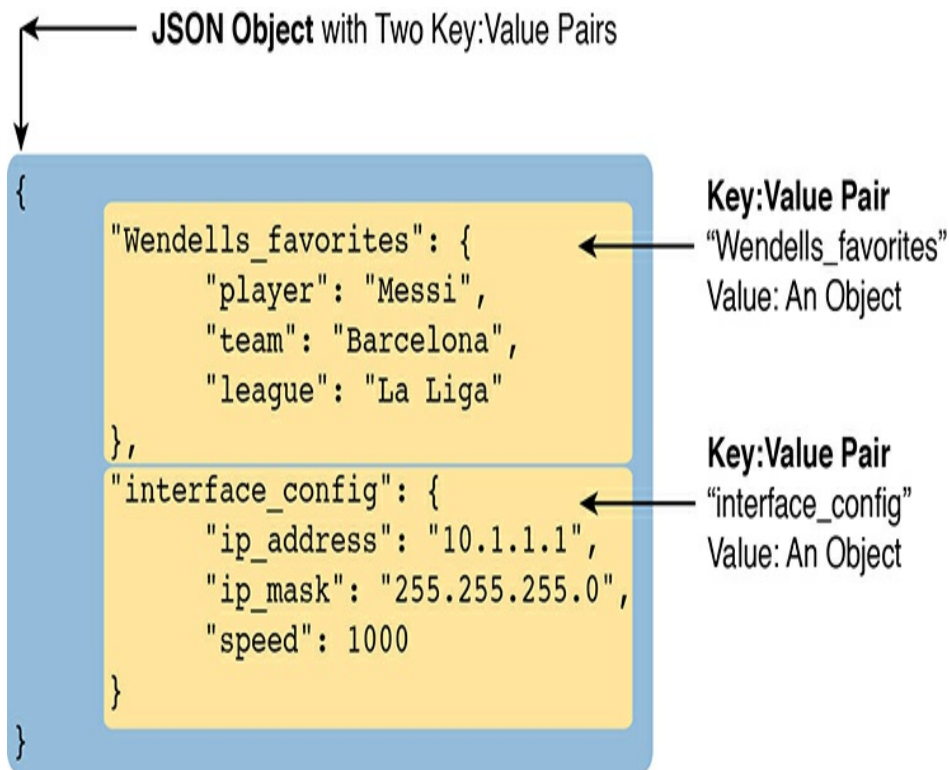 JSON Object with Two Key:Value Pairs
{
"Wendells_favorites": {
"player": "Messi",
"team": "Barcelona",
"league": "La Liga"
},
"interface_config": {
"ip_address": "10.1.1.1",
"ip_mask": "255.255.255.0",
"speed": 1000
}
}
Key:Value Pair
“Wendells_favorites”
Value: An Object
Key:Value Pair
“interface_config”
Value: An Object